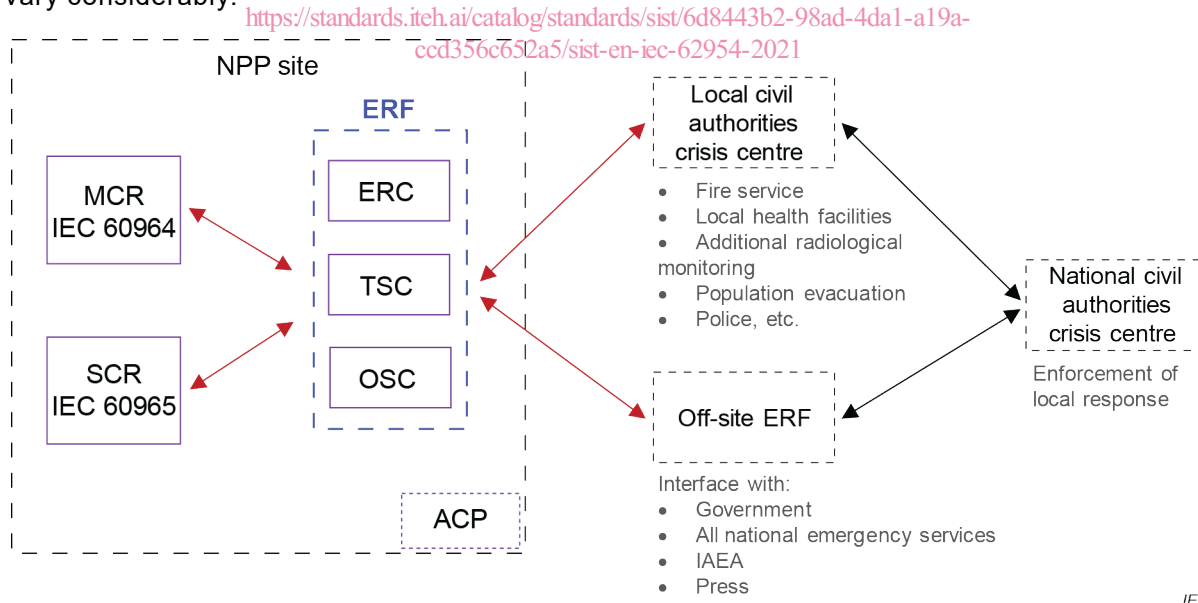 vary considerably.
https://standards.iteh.ai/catalog/standards/sist/6d8443b2-98ad-4da1-a19a-
ccd356c652a5/sist-en-iec-62954-2021
NPP site
ERF
MCR
IEC 60964
SCR
IEC 60965
ERC
TSC
OSC
ACP
Local civil
authorities
crisis centre
• Fire service
• Local health facilities
• Additional radiological
monitoring
• Population evacuation
• Police, etc.
Off-site ERF
Interface with:
• Government
• All national emergency services
• IAEA
• Press
National civil
authorities
crisis centre
Enforcement of
local response